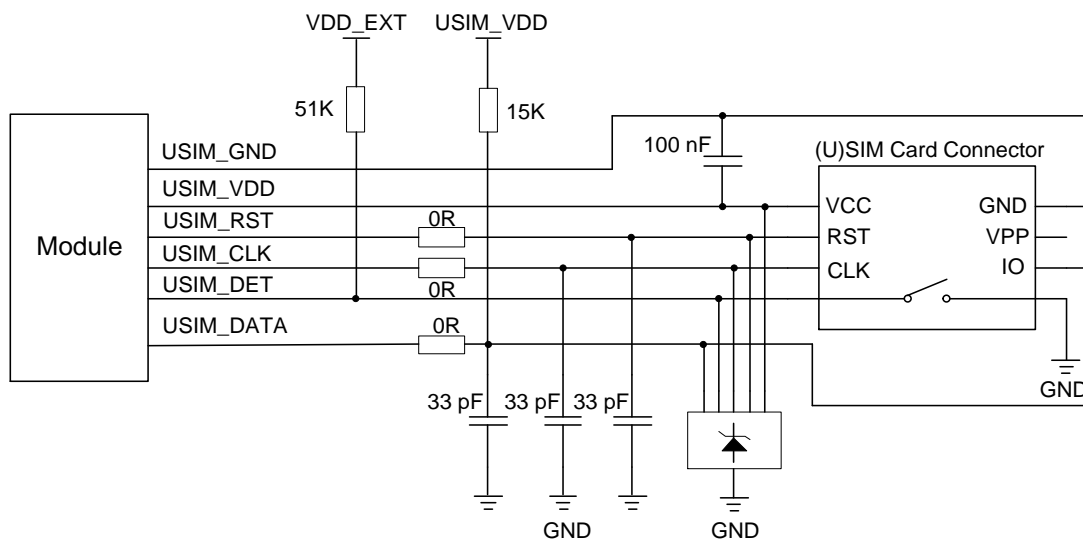 VDD_EXT USIM_VDD
51K 15K
USIM_GND
100 nF
(U)SIM Card Connector
USIM_VDD
VCC GND
USIM_RST
0R
RST VPP
Module
USIM_CLK
CLK IO
USIM_DET
0R
USIM_DATA
0R
GND
33 pF 33 pF 33 pF
GND GND